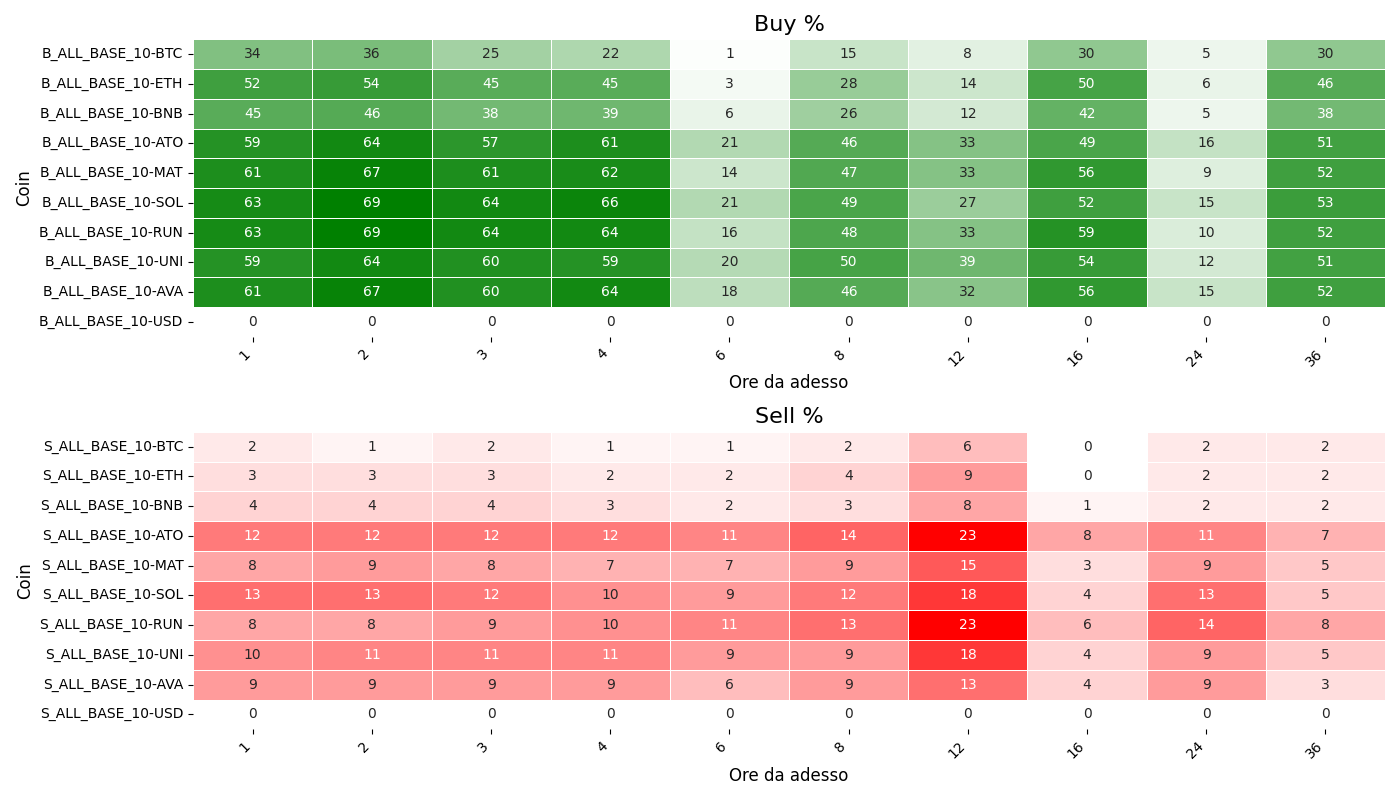 Buy %
Coin
B_ALL_BASE_10-BTC 34 36 25 22 1 15 8 30 5 30
B_ALL_BASE_10-ETH 52 54 45 45 3 28 14 50 6 46
B_ALL_BASE_10-BNB 45 46 38 39 6 26 12 42 5 38
B_ALL_BASE_10-ATO 59 64 57 61 21 46 33 49 16 51
B_ALL_BASE_10-MAT 61 67 61 62 14 47 33 56 9 52
B_ALL_BASE_10-SOL 63 69 64 66 21 49 27 52 15 53
B_ALL_BASE_10-RUN 63 69 64 64 16 48 33 59 10 52
B_ALL_BASE_10-UNI 59 64 60 59 20 50 39 54 12 51
B_ALL_BASE_10-AVA 61 67 60 64 18 46 32 56 15 52
B_ALL_BASE_10-USD 0 0 0 0 0 0 0 0 0 0
1 2 3 4 6 8 12 16 24 36
Ore da adesso
Sell %
Coin
S_ALL_BASE_10-BTC 2 1 2 1 1 2 6 0 2 2
S_ALL_BASE_10-ETH 3 3 3 2 2 4 9 0 2 2
S_ALL_BASE_10-BNB 4 4 4 3 2 3 8 1 2 2
S_ALL_BASE_10-ATO 12 12 12 12 11 14 23 8 11 7
S_ALL_BASE_10-MAT 8 9 8 7 7 9 15 3 9 5
S_ALL_BASE_10-SOL 13 13 12 10 9 12 18 4 13 5
S_ALL_BASE_10-RUN 8 8 9 10 11 13 23 6 14 8
S_ALL_BASE_10-UNI 10 11 11 11 9 9 18 4 9 5
S_ALL_BASE_10-AVA 9 9 9 9 6 9 13 4 9 3
S_ALL_BASE_10-USD 0 0 0 0 0 0 0 0 0 0
1 2 3 4 6 8 12 16 24 36
Ore da adesso